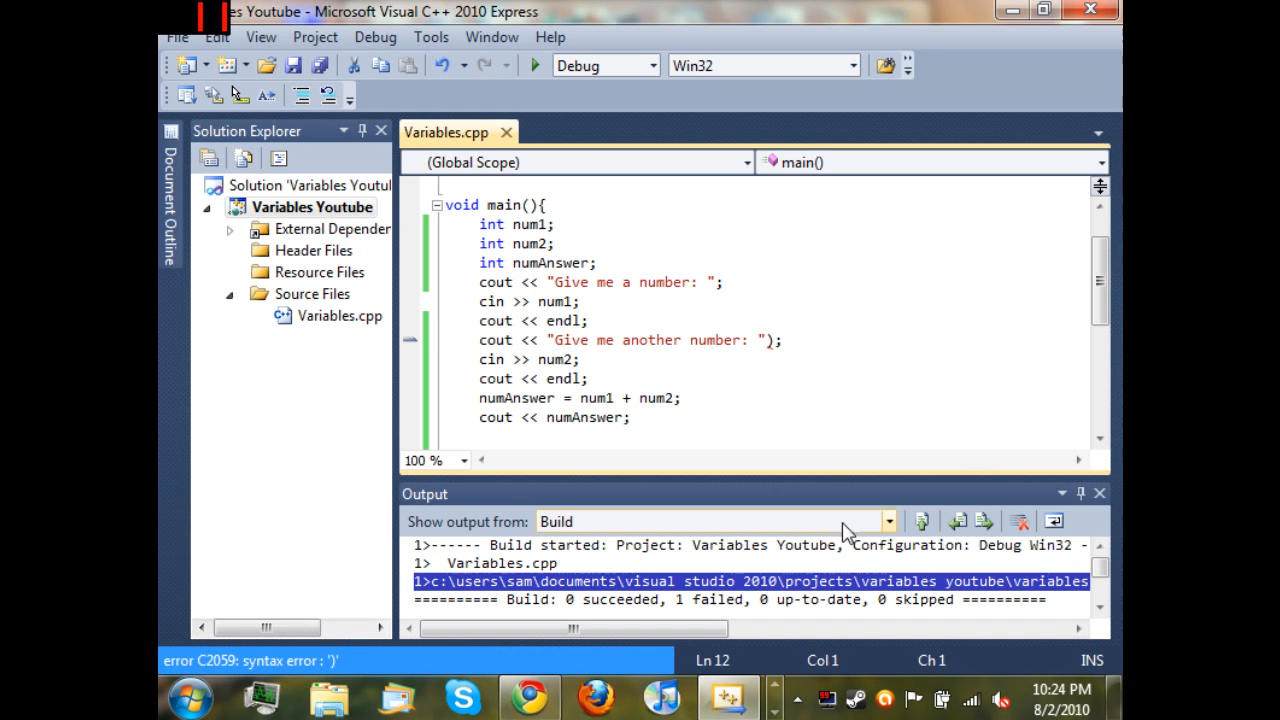 es Youtube - Microsoft Visual C++ 2010 Express
File Edit View Project Debug Tools Window Help
Debug Win32
Solution Explorer
Variables.cpp
(Global Scope) main()
Document Outline
Solution 'Variables Youtul
Variables Youtube
External Depender
Header Files
Resource Files
Source Files
Variables.cpp
void main(){
int num1;
int num2;
int numAnswer;
cout << "Give me a number: ";
cin >> num1;
cout << endl;
cout << "Give me another number: ");
cin >> num2;
cout << endl;
numAnswer = num1 + num2;
cout << numAnswer;
100 %
Output
Show output from: Build
1>------ Build started: Project: Variables Youtube, Configuration: Debug Win32 -
1> Variables.cpp
1>c:\users\sam\documents\visual studio 2010\projects\variables youtube\variables
========== Build: 0 succeeded, 1 failed, 0 up-to-date, 0 skipped ==========
error C2059: syntax error : ')' Ln 12 Col 1 Ch 1 INS
10:24 PM
8/2/2010